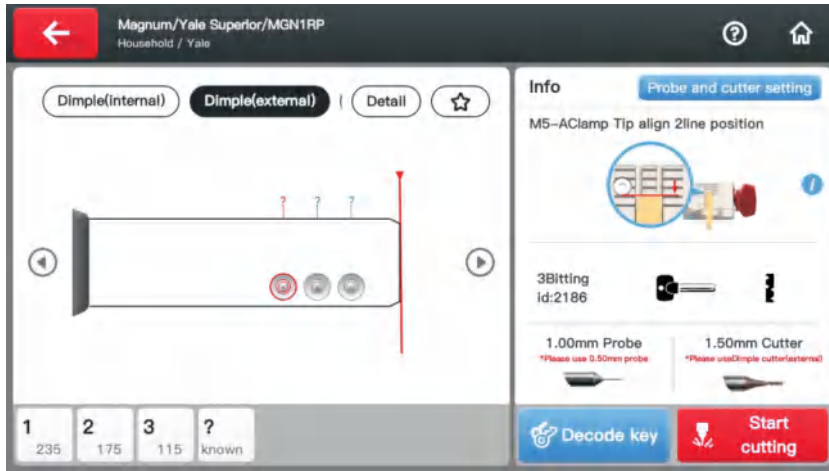 Magnum/Yale Superior/MGN1RP
Household / Yale
Dimple(internal)
Dimple(external)
Detail
? ? ?
Info
Probe and cutter setting
M5-AClamp Tip align 2line position
3Bitting
id:2186
1.00mm Probe
*Please use 0.50mm probe
1.50mm Cutter
*Please useDimple cutter(external)
1 235
2 175
3 115
? known
Decode key
Start
cutting